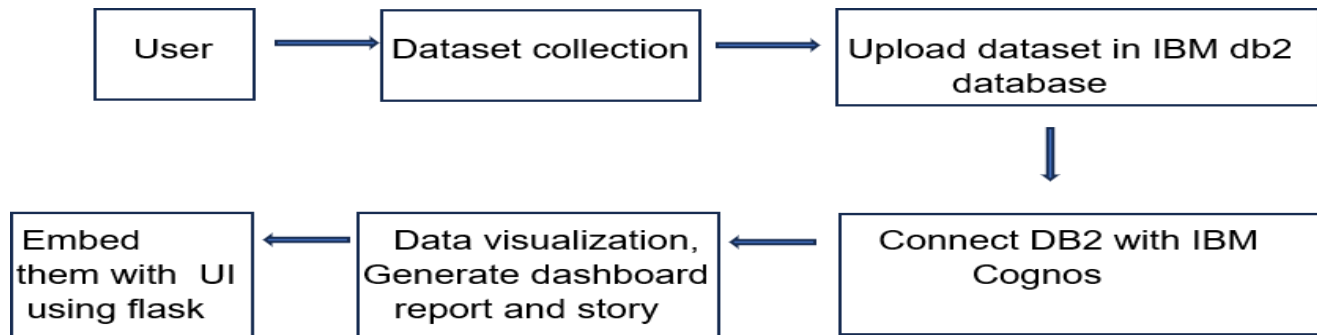 User
Dataset collection
Upload dataset in IBM db2
database
Connect DB2 with IBM
Cognos
Data visualization,
Generate dashboard
report and story
Embed
them with UI
using flask